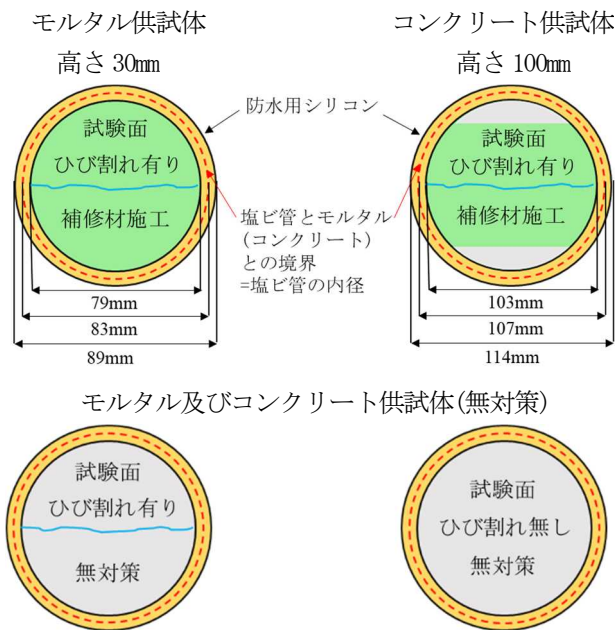 モルタル供試体
高さ 30mm
コンクリート供試体
高さ 100mm
試験面
ひび割れ有り
補修材施工
防水用シリコン
塩ビ管とモルタル
(コンクリート)
との境界
=塩ビ管の内径
試験面
ひび割れ有り
補修材施工
79mm
83mm
89mm
103mm
107mm
114mm
モルタル及びコンクリート供試体(無対策)
試験面
ひび割れ有り
無対策
試験面
ひび割れ無し
無対策